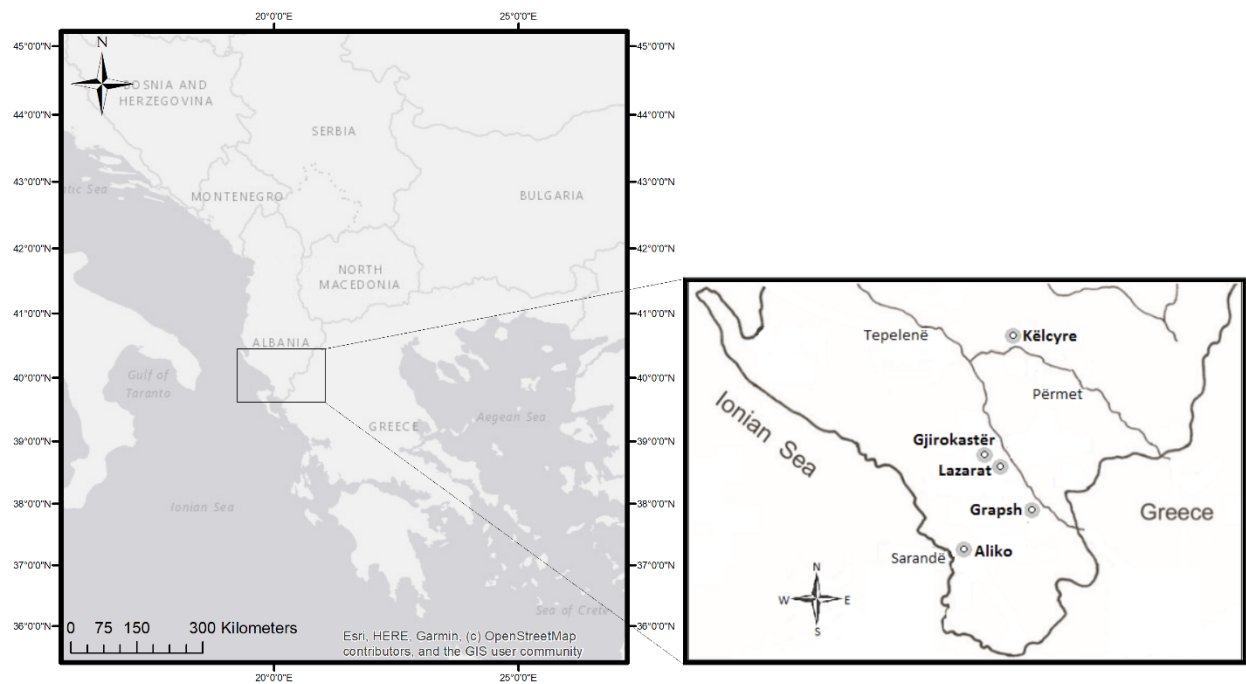 20°0'0"E
25°0'0"E
45°0'0"N
45°0'0"N
N
BOSNIA AND
HERZEGOVINA
44°0'0"N
44°0'0"N
SERBIA
43°0'0"N
43°0'0"N
tic Sea
MONTENEGRO
BULGARIA
42°0'0"N
42°0'0"N
NORTH
MACEDONIA
41°0'0"N
41°0'0"N
ALBANIA
40°0'0"N
40°0'0"N
Gulf of
Taranto
Aegean Sea
GREECE
39°0'0"N
39°0'0"N
Ionian Sea
38°0'0"N
38°0'0"N
37°0'0"N
37°0'0"N
Sea of Crete
36°0'0"N
36°0'0"N
0 75 150 300 Kilometers
Esri, HERE, Garmin, (c) OpenStreetMap
contributors, and the GIS user community
20°0'0"E
25°0'0"E
Tepelenë
Këlcyre
Përmet
Ionian Sea
Gjirokastër
Lazarat
Grapsh
Greece
Sarandë
Aliko
N
W E
S